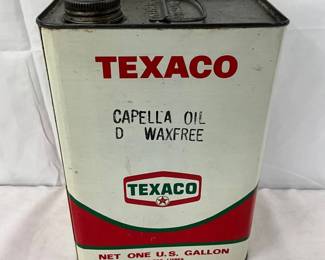 TEXACO
CAPELLA OIL
D WAXFREE
TEXACO
NET ONE U.S. GALLON